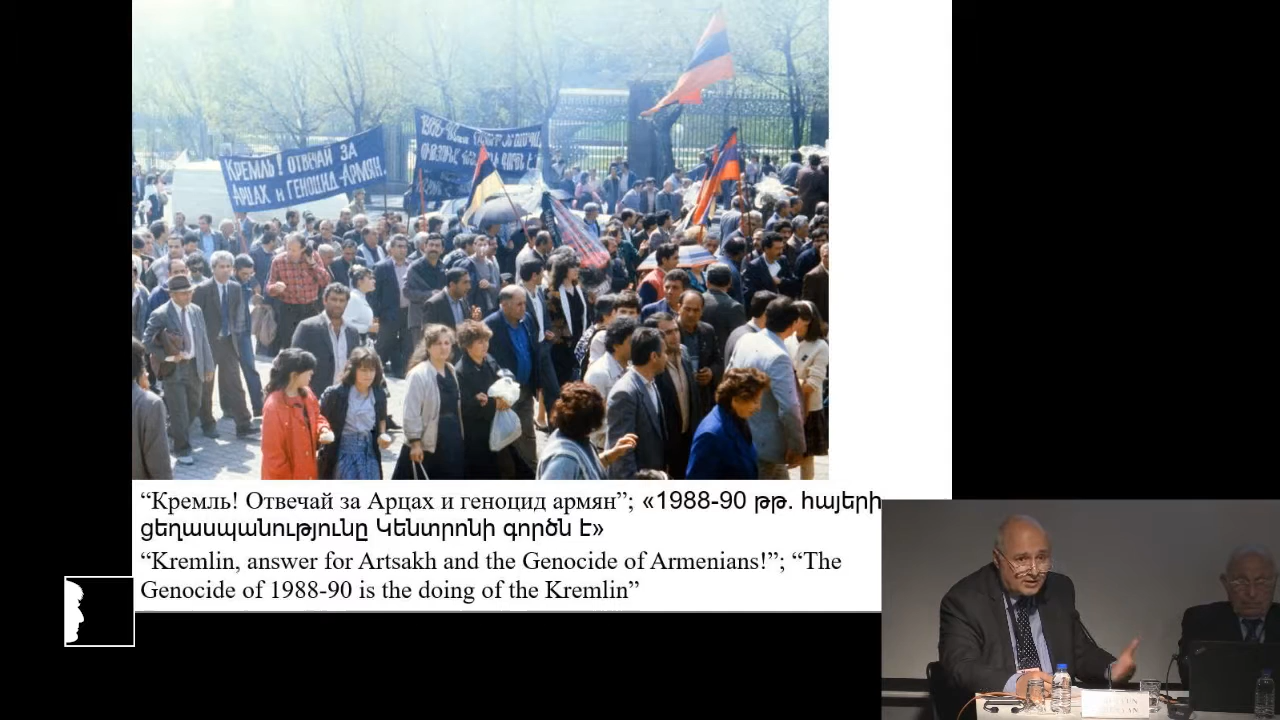 КРЕМЛЬ! ОТВЕЧАЙ ЗА
АРЦАХ И ГЕНОЦИД АРМЯН.
“Кремль! Отвечай за Арцах и геноцид армян”; «1988-90 թթ. հայերի
ցեղասպանությունը Կենտրոնի գործն է»
“Kremlin, answer for Artsakh and the Genocide of Armenians!”; “The
Genocide of 1988-90 is the doing of the Kremlin”